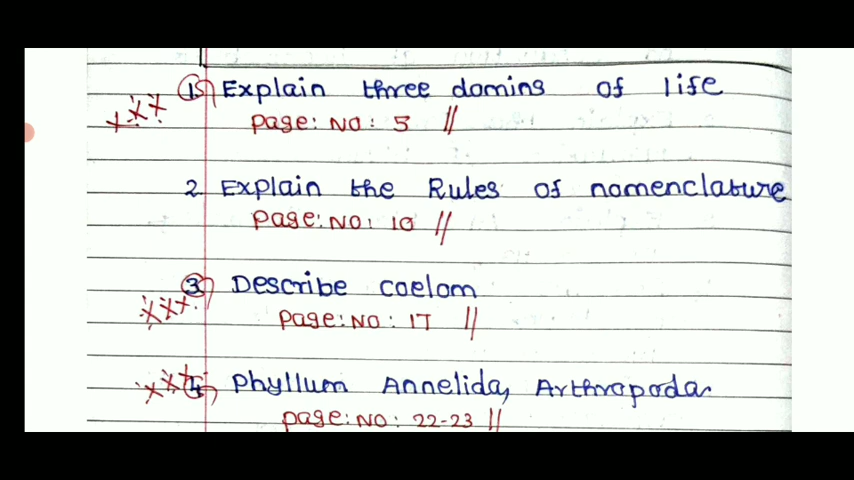 1 Explain three domins of life
Page: NO: 5 //
2 Explain the Rules of nomenclature
Page: NO: 10 //
3 Describe coelom
Page: NO: 17 //
4 Phyllum Annelida, Arthropoda
Page: NO: 22-23 //